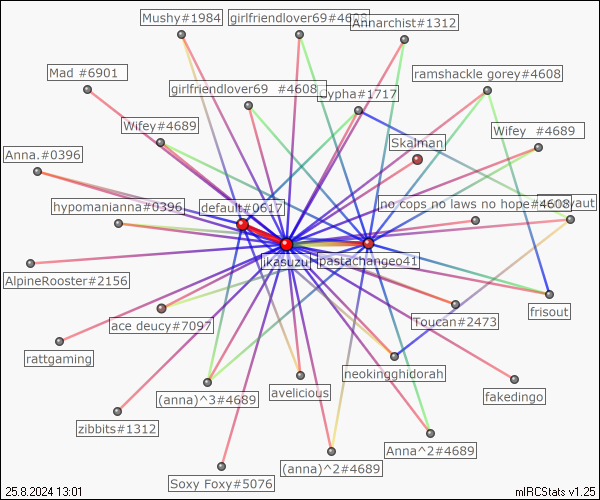 Mushy#1984
girlfriendlover69#4608
Annarchist#1312
Mad #6901
girlfriendlover69 #4608
cypha#1717
ramshackle gorey#4608
Wifey#4689
Skalman
Wifey #4689
Anna.#0396
hypomanianna#0396
default#0617
no cops no laws no hope#4608
jikasuzu
pastachangeo41
AlpineRooster#2156
ace deucy#7097
Toucan#2473
frisout
rattgaming
neokingghidorah
(anna)^3#4689
avelicious
fakedingo
zibbits#1312
Anna^2#4689
(anna)^2#4689
Soxy Foxy#5076
25.8.2024 13:01
mIRCStats v1.25